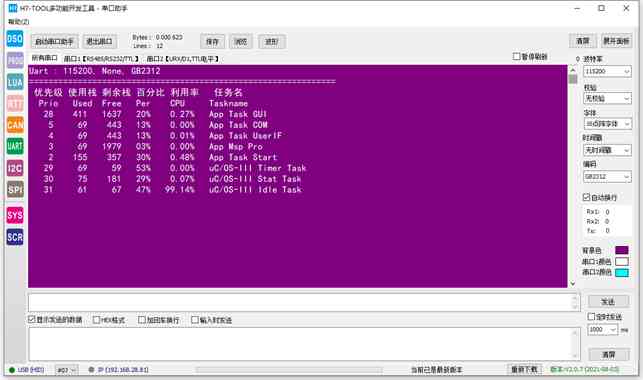 H7-TOOL多功能开发工具 - 串口助手
帮助(Z)
DSO
PROG
LUA
RTT
CAN
UART
I2C
SPI
SYS
SCR
启动串口助手 退出串口 Bytes : 0 000 623 保存 浏览 波形 清屏 展开面板
Lines : 12
所有串口 串口1【RS485/RS232/TTL】 串口2【URX/D1,TTL电平】 暂停刷新 0
Uart : 115200, None, GB2312
===============================================================
优先级 使用栈 剩余栈 百分比 利用率 任务名
Prio Used Free Per CPU Taskname
28 411 1637 20% 0.27% App Task GUI
5 69 443 13% 0.00% App Task COM
4 69 443 13% 0.01% App Task UserIF
3 69 1979 03% 0.00% App Msp Pro
2 155 357 30% 0.48% App Task Start
29 69 59 53% 0.00% uC/OS-III Timer Task
30 75 181 29% 0.07% uC/OS-III Stat Task
31 61 67 47% 99.14% uC/OS-III Idle Task
波特率
115200
校验
无校验
字体
16点阵字体
时间戳
无时间戳
编码
GB2312
自动换行
Rx1: 0
Rx2: 0
Tx: 0
背景色
串口1颜色
串口2颜色
发送
显示发送的数据 HEX格式 加回车换行 输入时发送
定时发送
1000 ms
清屏
USB (HID) #07 IP (192.168.28.81) 当前已是最新版本 重新下载 版本:V2.0.7 (2021-08-02)